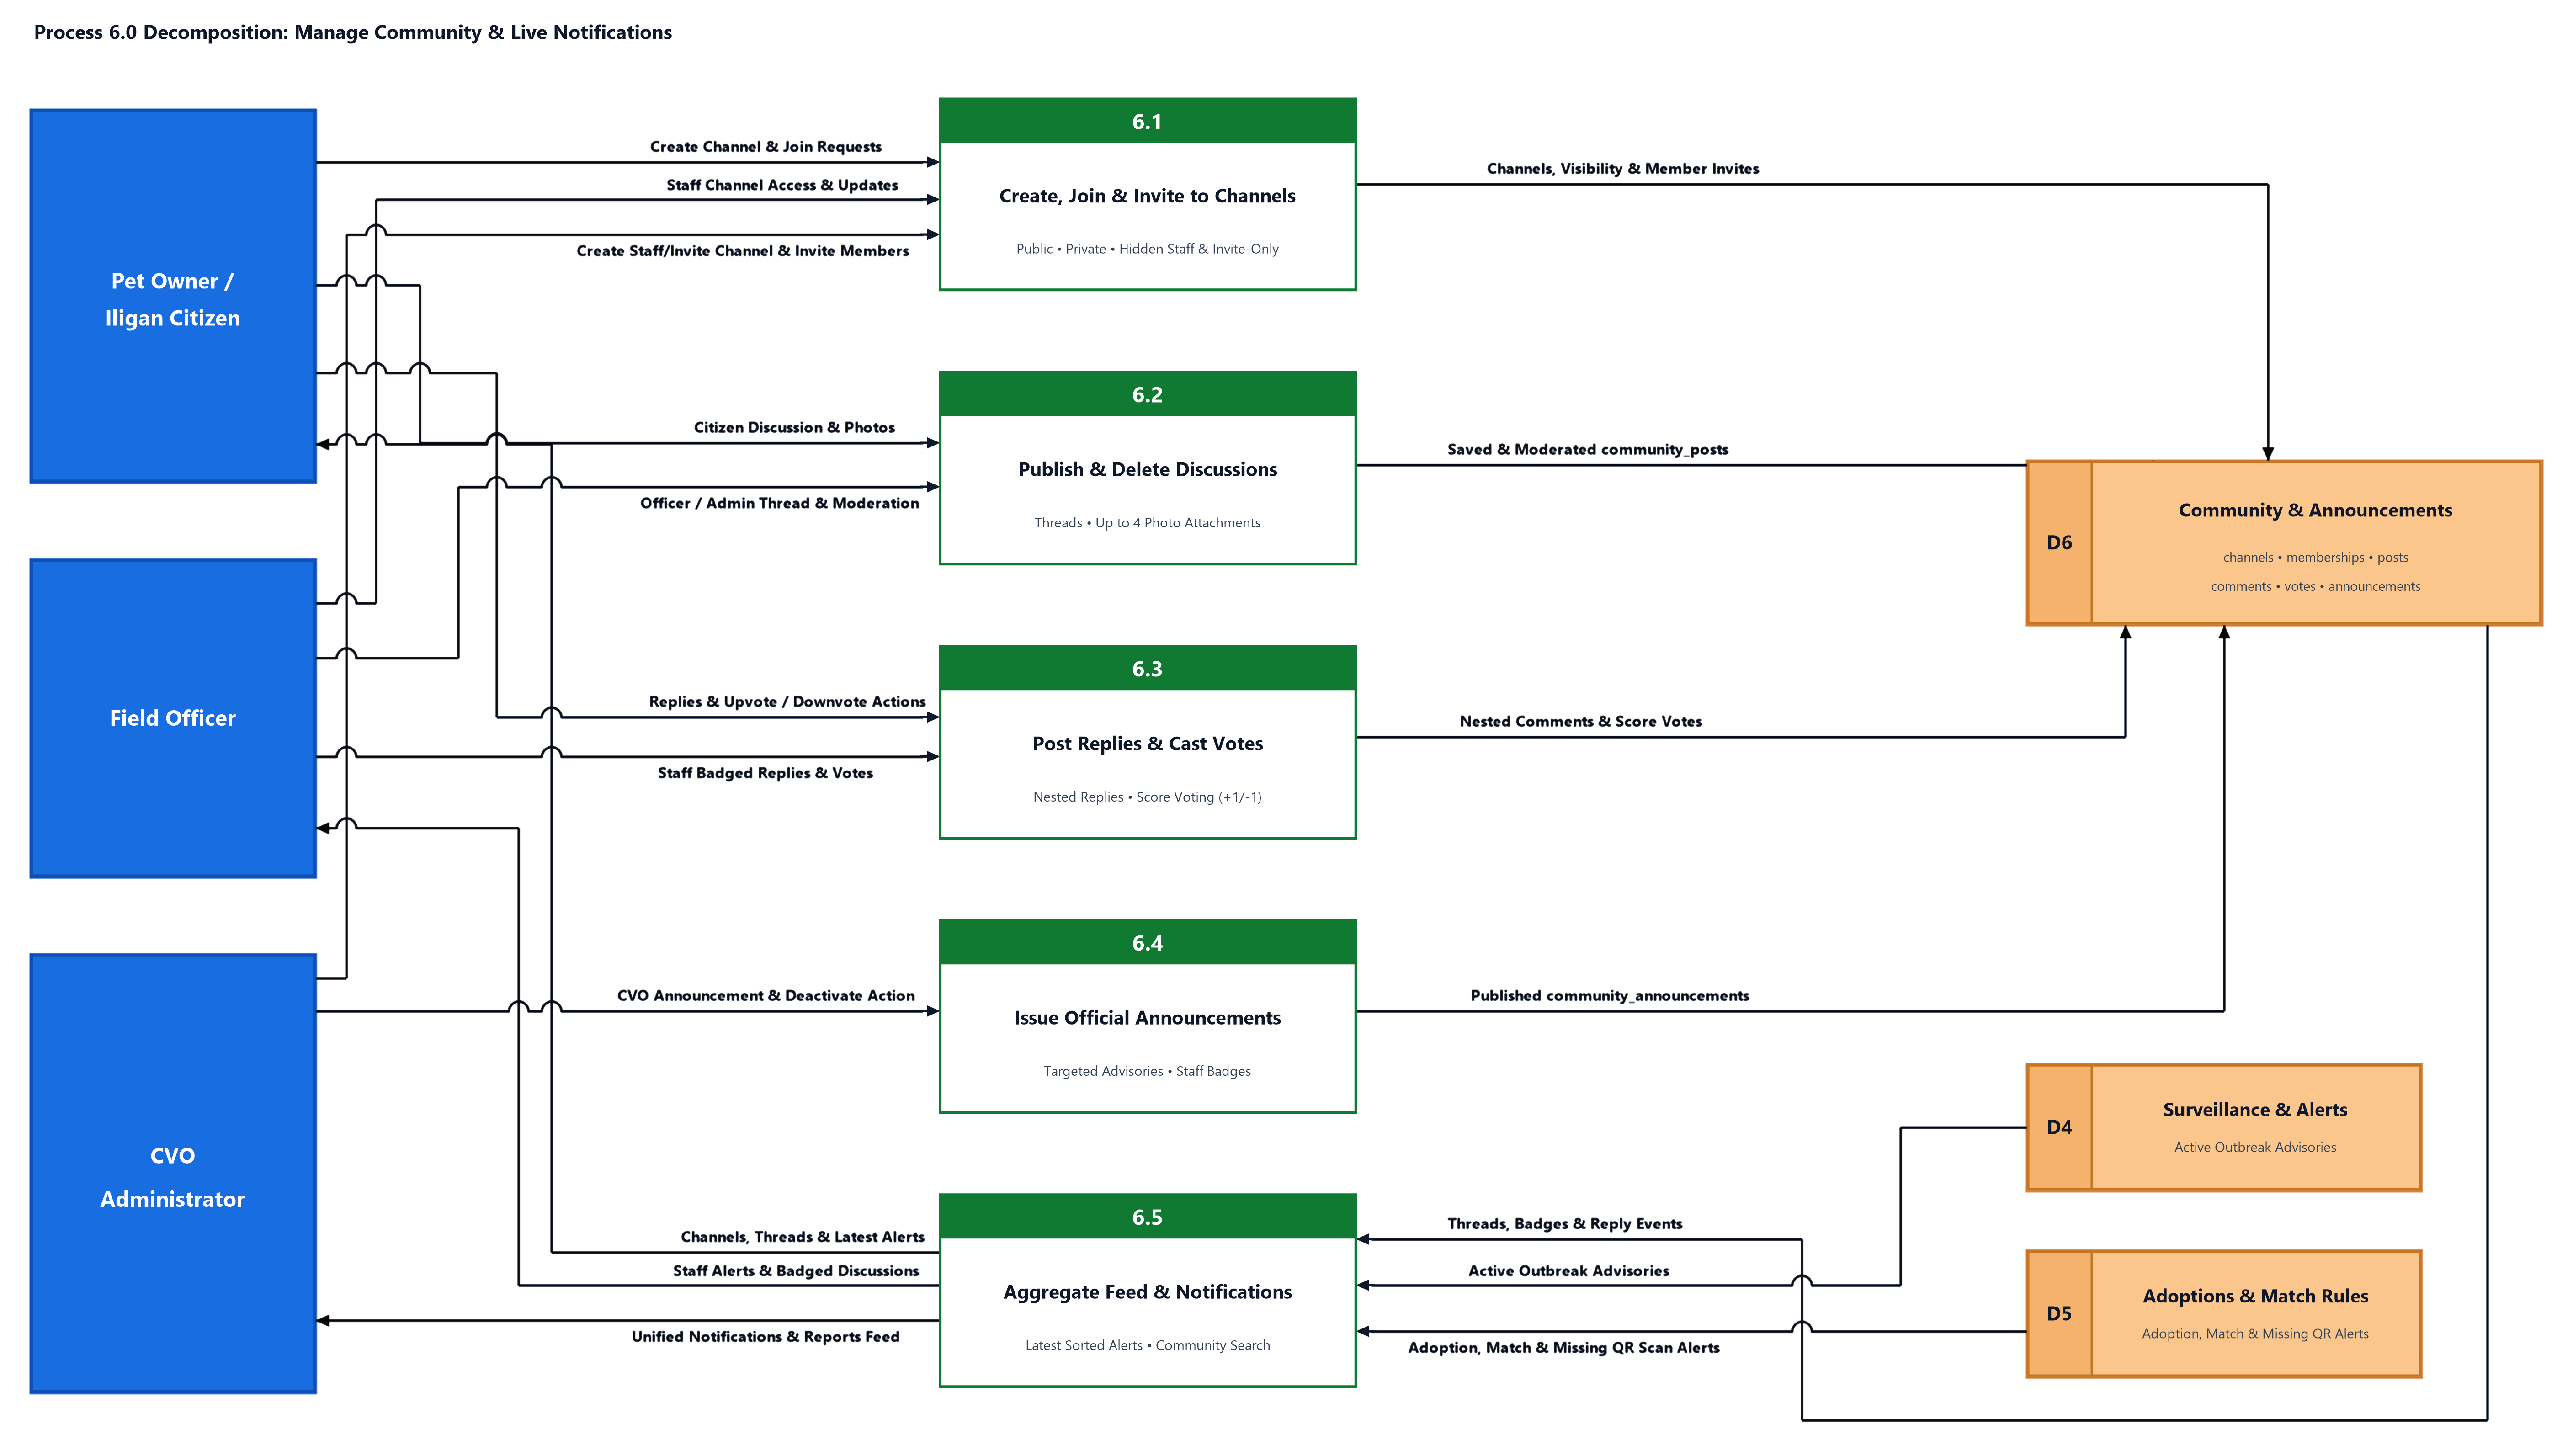 Process 6.0 Decomposition: Manage Community & Live Notifications
Pet Owner /
Iligan Citizen
Field Officer
CVO
Administrator
Create Channel & Join Requests
Staff Channel Access & Updates
Create Staff/Invite Channel & Invite Members
Citizen Discussion & Photos
Officer / Admin Thread & Moderation
Replies & Upvote / Downvote Actions
Staff Badged Replies & Votes
CVO Announcement & Deactivate Action
Channels, Threads & Latest Alerts
Staff Alerts & Badged Discussions
Unified Notifications & Reports Feed
6.1
Create, Join & Invite to Channels
Public • Private • Hidden Staff & Invite-Only
6.2
Publish & Delete Discussions
Threads • Up to 4 Photo Attachments
6.3
Post Replies & Cast Votes
Nested Replies • Score Voting (+1/-1)
6.4
Issue Official Announcements
Targeted Advisories • Staff Badges
6.5
Aggregate Feed & Notifications
Latest Sorted Alerts • Community Search
Channels, Visibility & Member Invites
Saved & Moderated community_posts
Nested Comments & Score Votes
Published community_announcements
Threads, Badges & Reply Events
Active Outbreak Advisories
Adoption, Match & Missing QR Scan Alerts
D6
Community & Announcements
channels • memberships • posts
comments • votes • announcements
D4
Surveillance & Alerts
Active Outbreak Advisories
D5
Adoptions & Match Rules
Adoption, Match & Missing QR Alerts